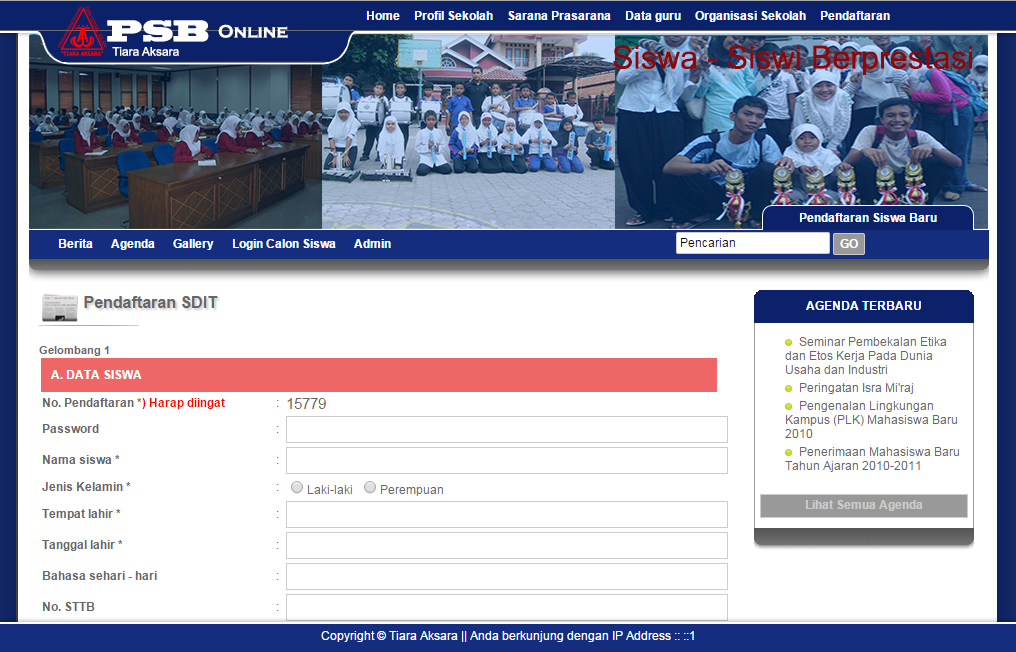 Home Profil Sekolah Sarana Prasarana Data guru Organisasi Sekolah Pendaftaran
"TIARA AKSARA"
PSB ONLINE
Tiara Aksara
Siswa - Siswi Berprestasi
Pendaftaran Siswa Baru
Berita Agenda Gallery Login Calon Siswa Admin
Pencarian GO
Pendaftaran SDIT
Gelombang 1
A. DATA SISWA
No. Pendaftaran *) Harap diingat : 15779
Password :
Nama siswa * :
Jenis Kelamin * : Laki-laki Perempuan
Tempat lahir * :
Tanggal lahir * :
Bahasa sehari - hari :
No. STTB :
AGENDA TERBARU
Seminar Pembekalan Etika
dan Etos Kerja Pada Dunia
Usaha dan Industri
Peringatan Isra Mi'raj
Pengenalan Lingkungan
Kampus (PLK) Mahasiswa Baru
2010
Penerimaan Mahasiswa Baru
Tahun Ajaran 2010-2011
Lihat Semua Agenda
Copyright © Tiara Aksara || Anda berkunjung dengan IP Address :: ::1